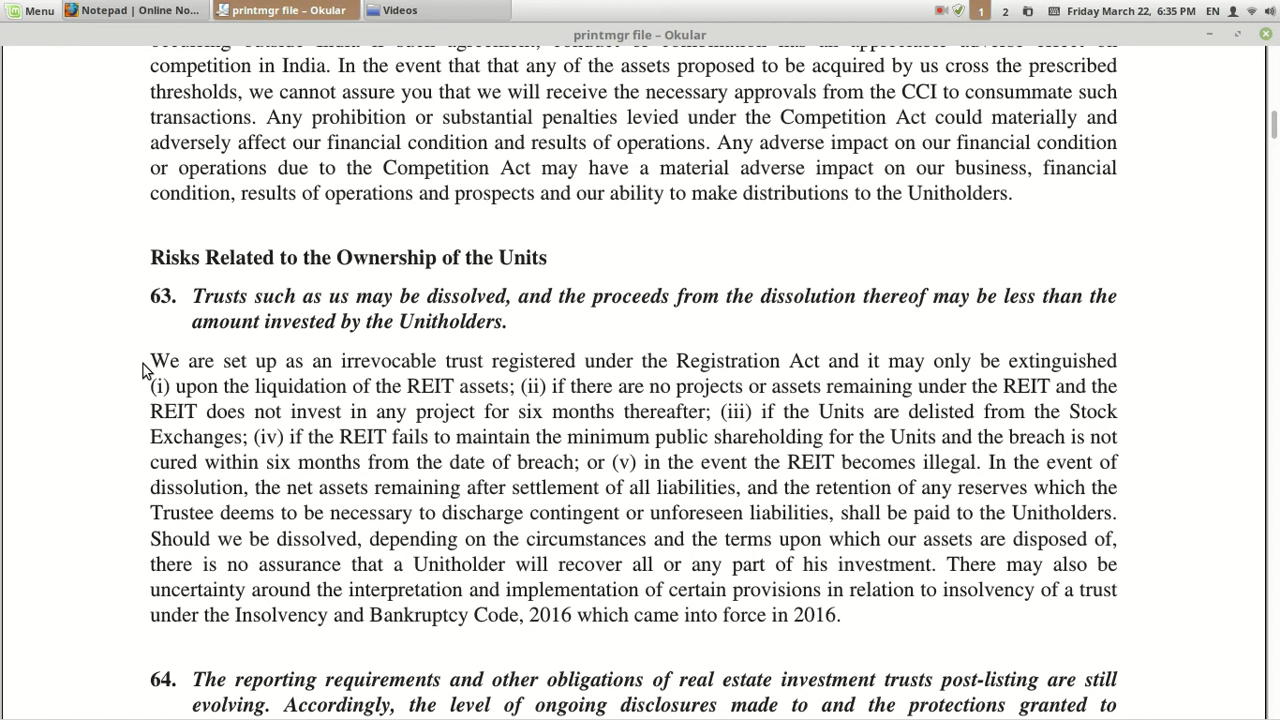 Menu Notepad | Online No... printmgr file – Okular Videos 1 2 Friday March 22, 6:35 PM EN
printmgr file – Okular
occurring outside India if such agreement, conduct or combination has an appreciable adverse effect on
competition in India. In the event that that any of the assets proposed to be acquired by us cross the prescribed
thresholds, we cannot assure you that we will receive the necessary approvals from the CCI to consummate such
transactions. Any prohibition or substantial penalties levied under the Competition Act could materially and
adversely affect our financial condition and results of operations. Any adverse impact on our financial condition
or operations due to the Competition Act may have a material adverse impact on our business, financial
condition, results of operations and prospects and our ability to make distributions to the Unitholders.
Risks Related to the Ownership of the Units
63. Trusts such as us may be dissolved, and the proceeds from the dissolution thereof may be less than the
amount invested by the Unitholders.
We are set up as an irrevocable trust registered under the Registration Act and it may only be extinguished
(i) upon the liquidation of the REIT assets; (ii) if there are no projects or assets remaining under the REIT and the
REIT does not invest in any project for six months thereafter; (iii) if the Units are delisted from the Stock
Exchanges; (iv) if the REIT fails to maintain the minimum public shareholding for the Units and the breach is not
cured within six months from the date of breach; or (v) in the event the REIT becomes illegal. In the event of
dissolution, the net assets remaining after settlement of all liabilities, and the retention of any reserves which the
Trustee deems to be necessary to discharge contingent or unforeseen liabilities, shall be paid to the Unitholders.
Should we be dissolved, depending on the circumstances and the terms upon which our assets are disposed of,
there is no assurance that a Unitholder will recover all or any part of his investment. There may also be
uncertainty around the interpretation and implementation of certain provisions in relation to insolvency of a trust
under the Insolvency and Bankruptcy Code, 2016 which came into force in 2016.
64. The reporting requirements and other obligations of real estate investment trusts post-listing are still
evolving. Accordingly, the level of ongoing disclosures made to and the protections granted to